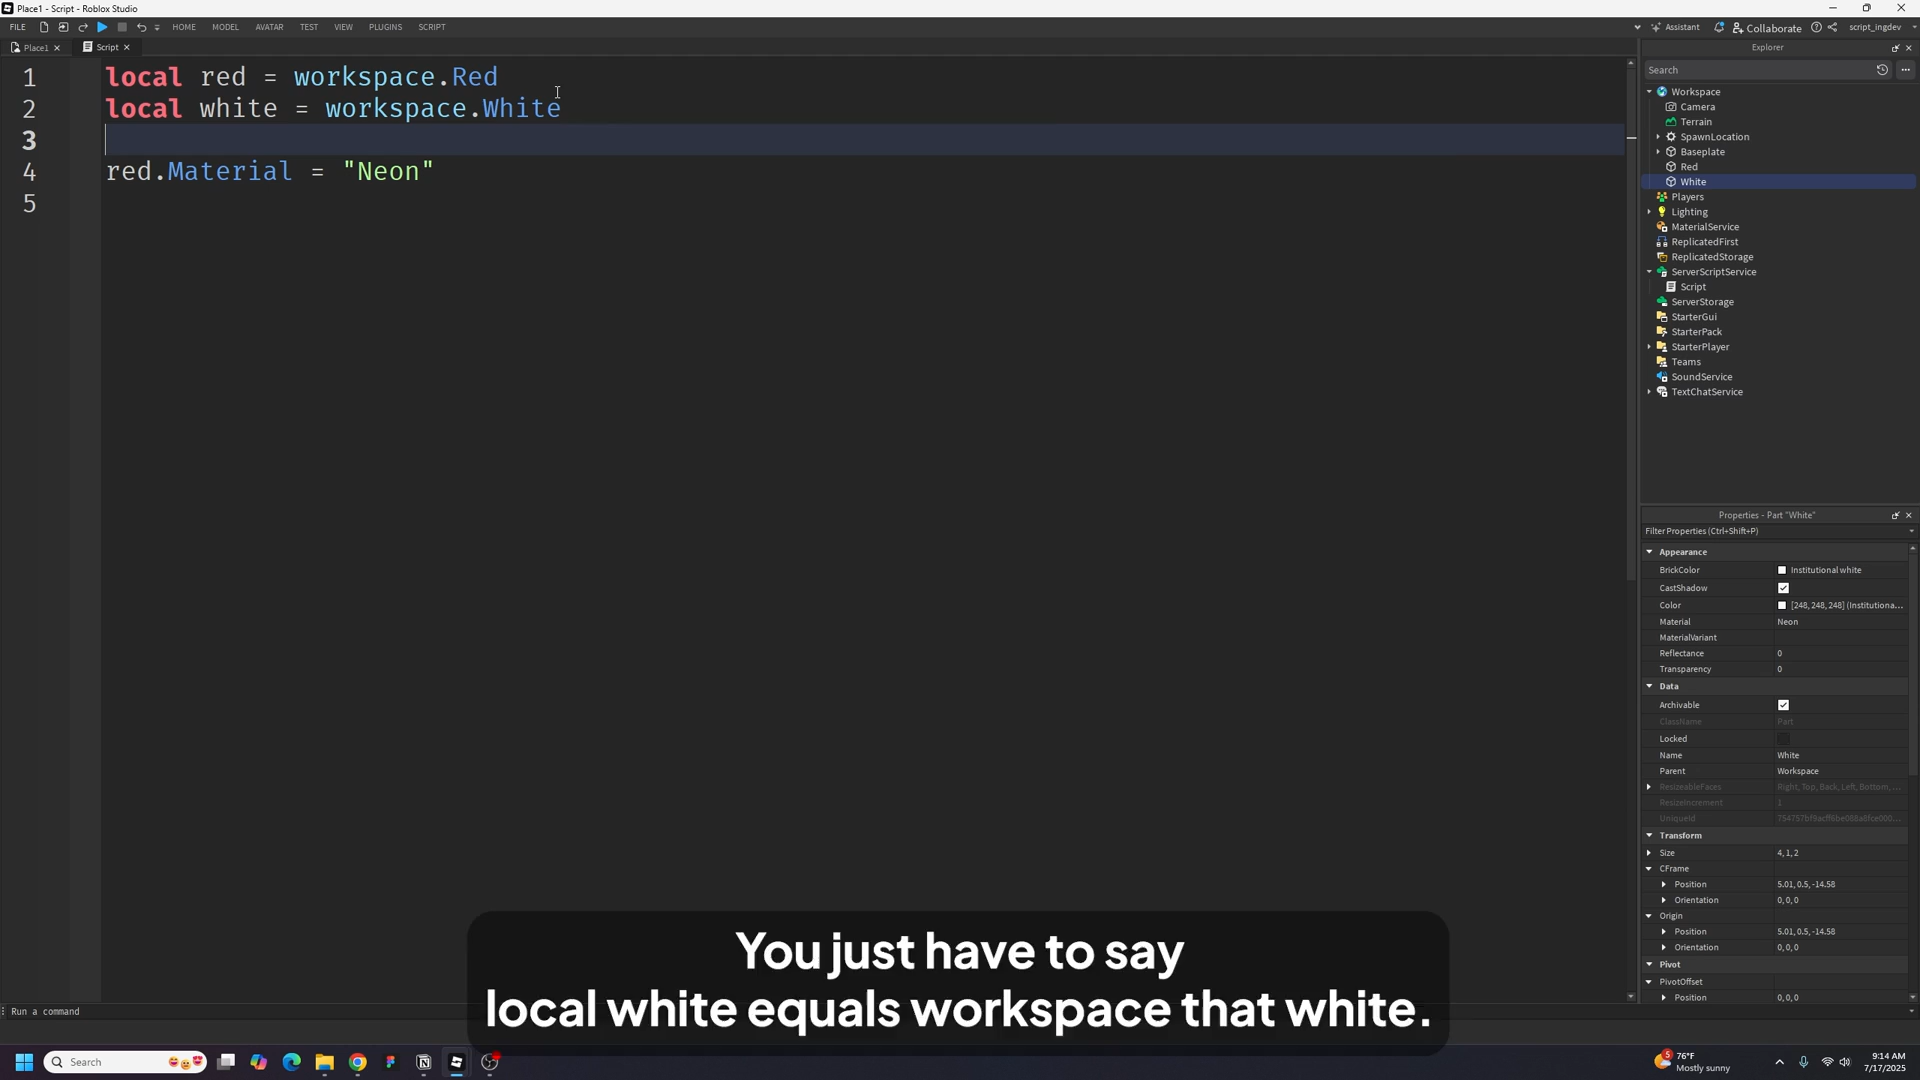 Place1 - Script - Roblox Studio
FILE HOME MODEL AVATAR TEST VIEW PLUGINS SCRIPT
Assistant Collaborate script_ingdev
Place1 Script
1 local red = workspace.Red
2 local white = workspace.White
3
4 red.Material = "Neon"
5
Explorer
Search
Workspace
Camera
Terrain
SpawnLocation
Baseplate
Red
White
Players
Lighting
MaterialService
ReplicatedFirst
ReplicatedStorage
ServerScriptService
Script
ServerStorage
StarterGui
StarterPack
StarterPlayer
Teams
SoundService
TextChatService
Properties - Part "White"
Filter Properties (Ctrl+Shift+P)
Appearance
BrickColor Institutional white
CastShadow
Color [248, 248, 248] (Instituciona...
Material Neon
MaterialVariant
Reflectance 0
Transparency 0
Data
Archivable
ClassName Part
Locked
Name White
Parent Workspace
ResizeableFaces Right, Top, Back, Left, Bottom, ...
ResizeIncrement 1
UniqueId
Transform
Size 4, 1, 2
CFrame
Position 5.01, 0.5, -14.58
Orientation 0, 0, 0
Origin
Position 5.01, 0.5, -14.58
Orientation 0, 0, 0
Pivot
PivotOffset
Position 0, 0, 0
You just have to say
local white equals workspace that white.
Run a command
Search
5
76°F
Mostly sunny
9:14 AM
7/17/2025